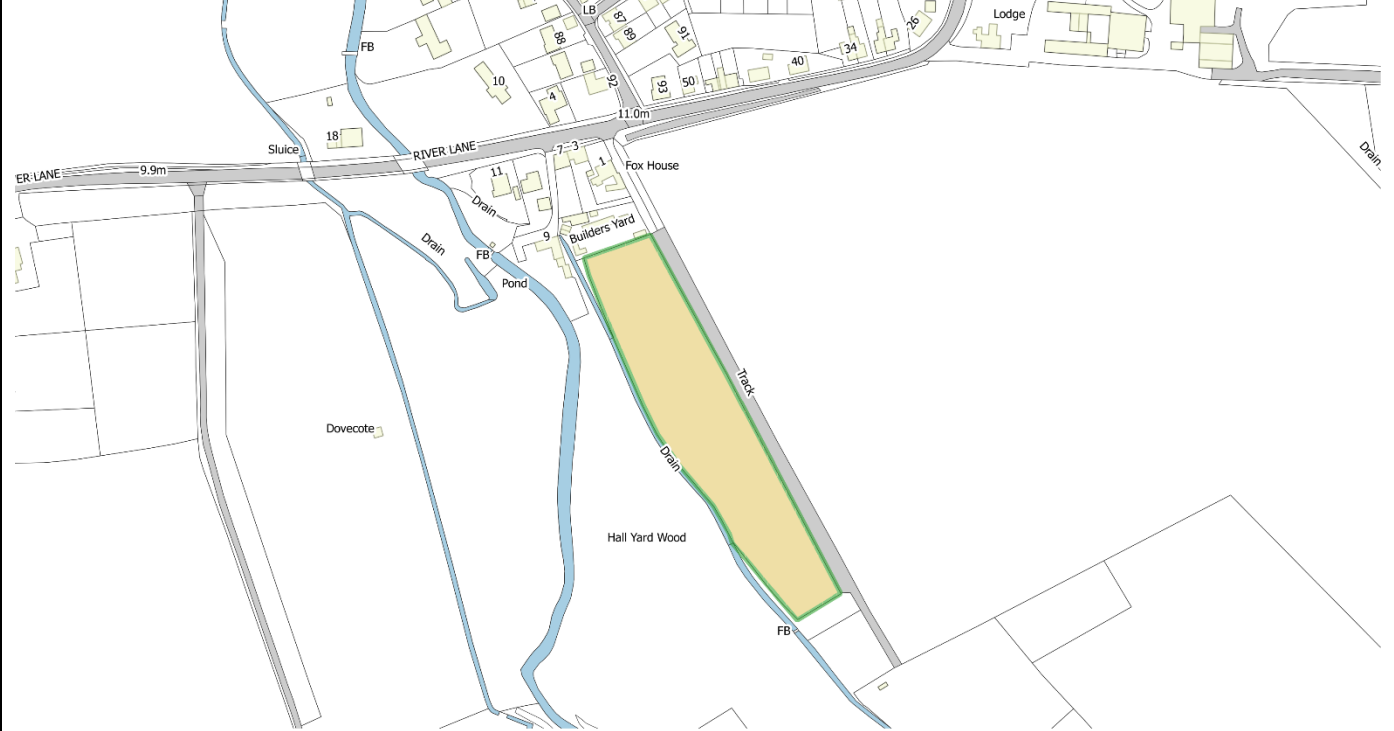 LB
87
89
Lodge
26
FB
88
91
34
40
10
92
93
50
4
11.0m
18
Sluice
RIVER LANE
7-3
ER LANE
9.9m
11
1
Fox House
Drain
Drain
Builders Yard
9
Drain
FB
Pond
Track
Dovecote
Drain
Hall Yard Wood
FB